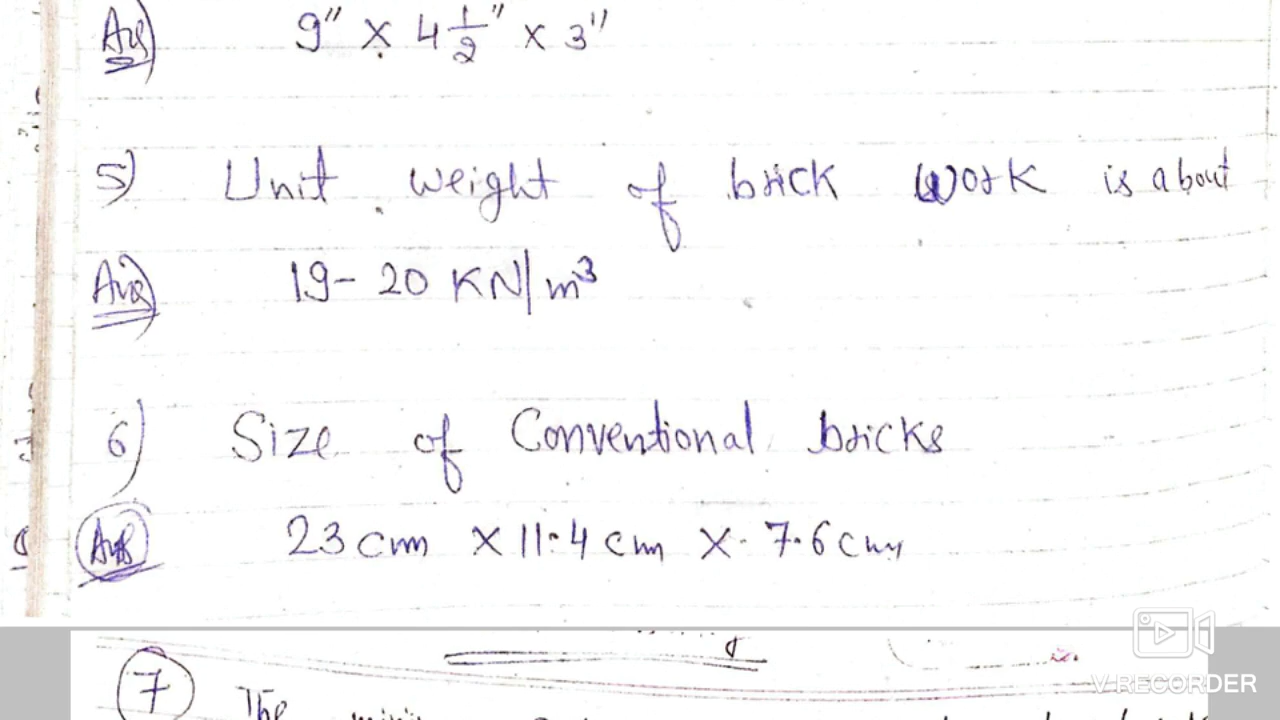 Ans) 9" × 4 1/2" × 3"
5) Unit weight of brick work is about
Ans) 19-20 KN/m³
6) Size of Conventional bricks
Ans 23 cm × 11.4 cm × 7.6 cm
7 The
V RECORDER